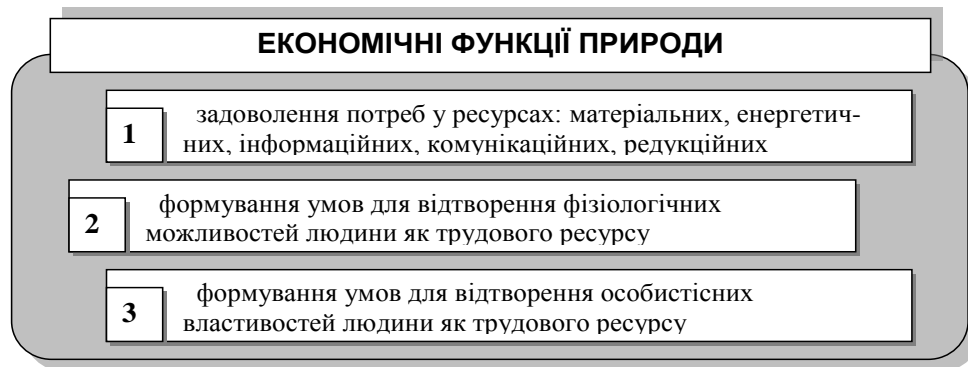 ЕКОНОМІЧНІ ФУНКЦІЇ ПРИРОДИ
1
задоволення потреб у ресурсах: матеріальних, енергетич-
них, інформаційних, комунікаційних, редукційних
2
формування умов для відтворення фізіологічних
можливостей людини як трудового ресурсу
3
формування умов для відтворення особистісних
властивостей людини як трудового ресурсу